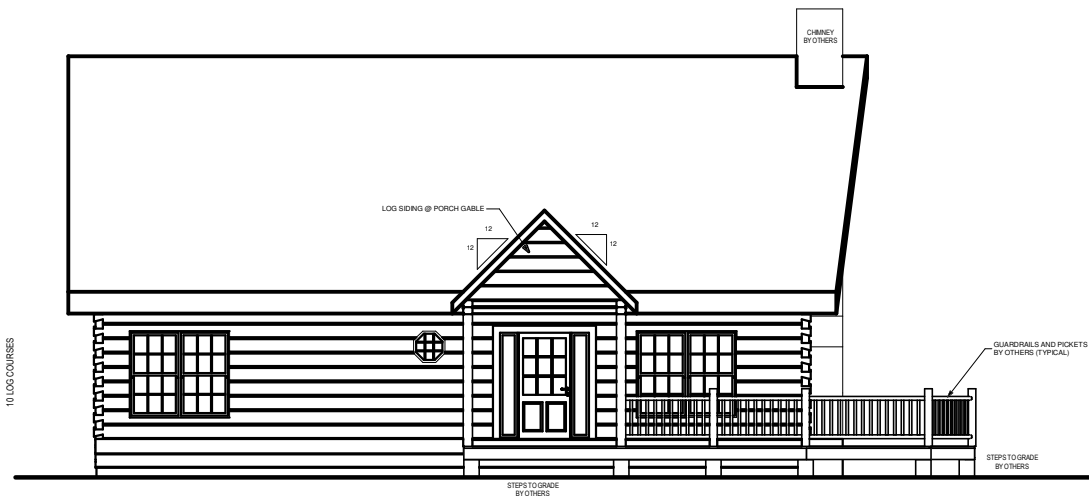 CHIMNEY
BY OTHERS
LOG SIDING @ PORCH GABLE
12
12
12
12
10 LOG COURSES
GUARDRAILS AND PICKETS
BY OTHERS (TYPICAL)
STEPS TO GRADE
BY OTHERS
STEPS TO GRADE
BY OTHERS